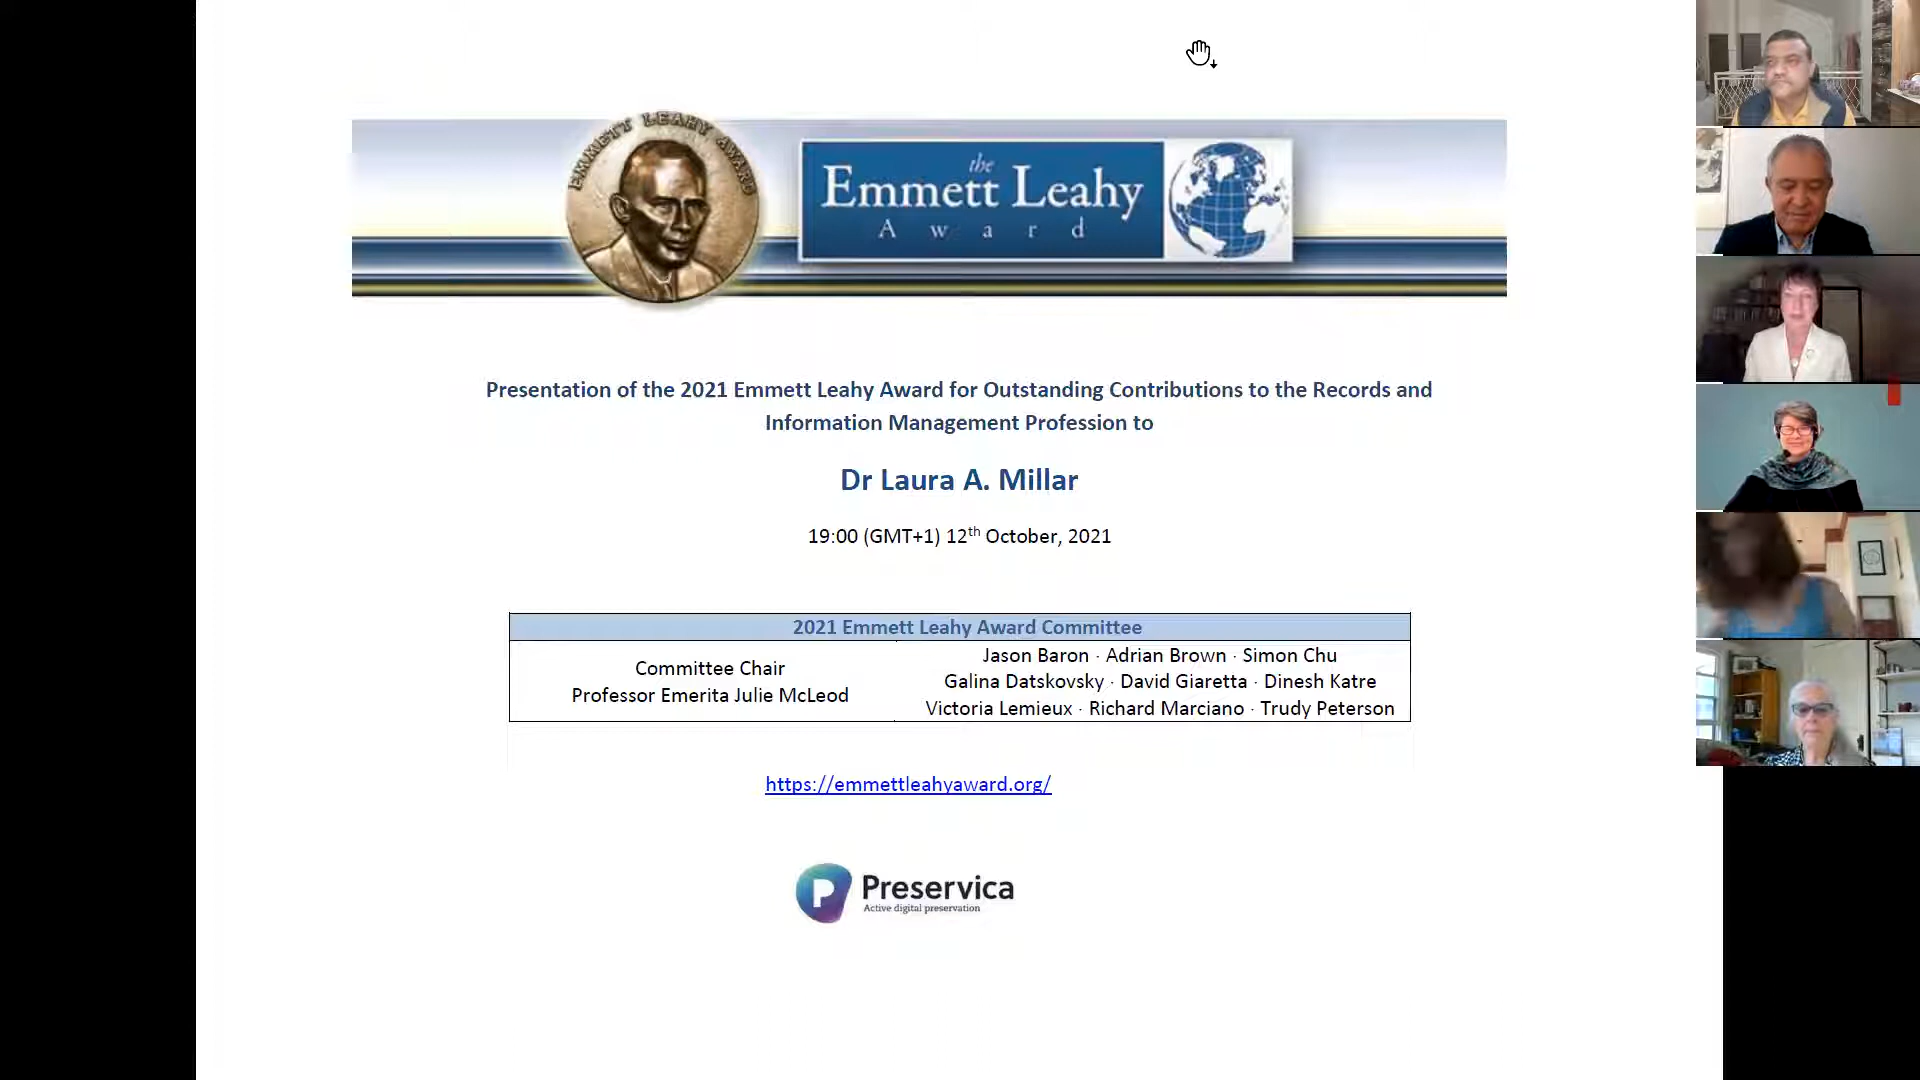 EMMETT LEAHY AWARD
the
Emmett Leahy
Award
Presentation of the 2021 Emmett Leahy Award for Outstanding Contributions to the Records and
Information Management Profession to
Dr Laura A. Millar
19:00 (GMT+1) 12th October, 2021
2021 Emmett Leahy Award Committee
Committee Chair
Professor Emerita Julie McLeod
Jason Baron · Adrian Brown · Simon Chu
Galina Datskovsky · David Giaretta · Dinesh Katre
Victoria Lemieux · Richard Marciano · Trudy Peterson
https://emmettleahyaward.org/
P Preservica
Active digital preservation